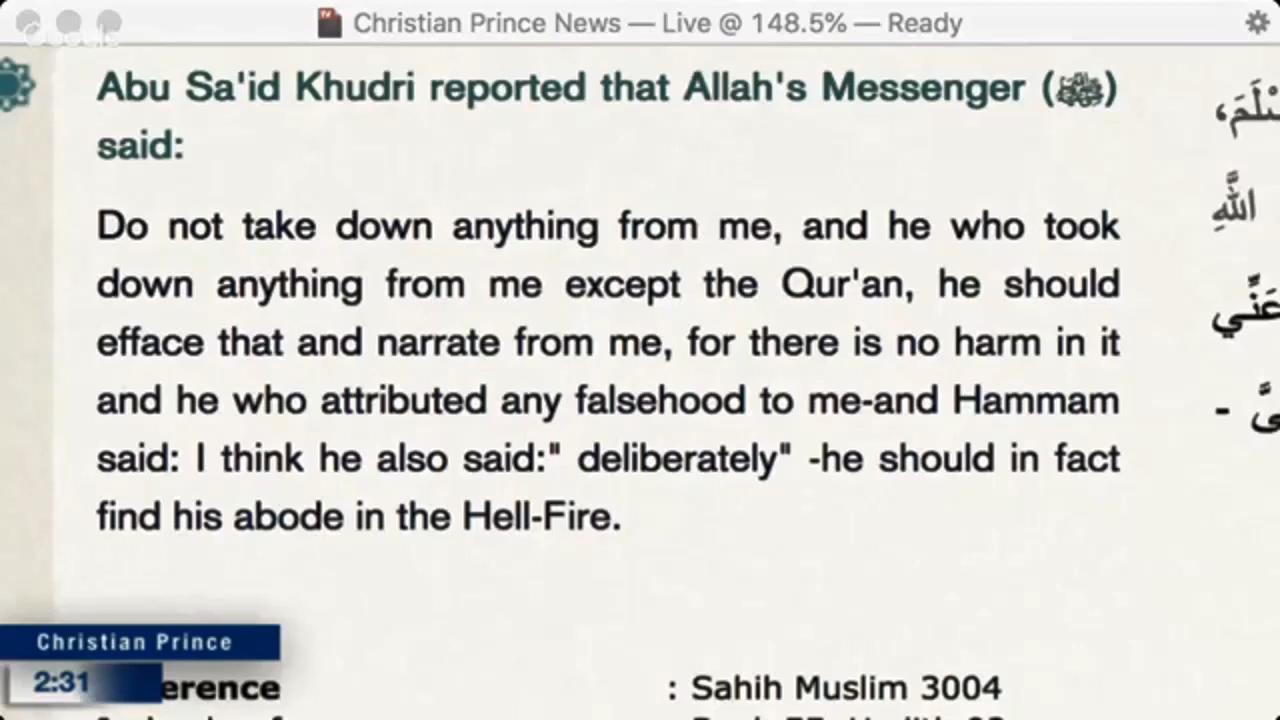 Christian Prince News — Live @ 148.5% — Ready
Abu Sa'id Khudri reported that Allah's Messenger (ﷺ)
said:
Do not take down anything from me, and he who took
down anything from me except the Qur'an, he should
efface that and narrate from me, for there is no harm in it
and he who attributed any falsehood to me-and Hammam
said: I think he also said:" deliberately" -he should in fact
find his abode in the Hell-Fire.
اللَّهِ
عَنِّي
Christian Prince
2:31
erence : Sahih Muslim 3004